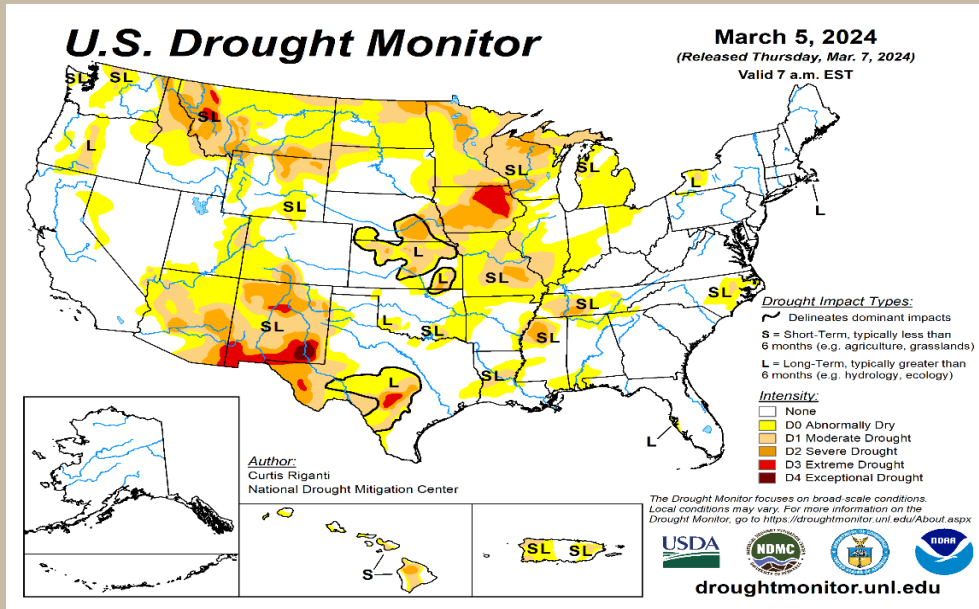 U.S. Drought Monitor
March 5, 2024
(Released Thursday, Mar. 7, 2024)
Valid 7 a.m. EST
SL
SL
SL
L
SL
SL
L
SL
L
L
L
SL
SL
SL
SL
SL
L
SL
SL
L
L
Drought Impact Types:
Delineates dominant impacts
S = Short-Term, typically less than
6 months (e.g. agriculture, grasslands)
L = Long-Term, typically greater than
6 months (e.g. hydrology, ecology)
Intensity:
None
D0 Abnormally Dry
D1 Moderate Drought
D2 Severe Drought
D3 Extreme Drought
D4 Exceptional Drought
Author:
Curtis Riganti
National Drought Mitigation Center
S
SL SL
The Drought Monitor focuses on broad-scale conditions.
Local conditions may vary. For more information on the
Drought Monitor, go to https://droughtmonitor.unl.edu/About.aspx
USDA
NDMC
NOAA
droughtmonitor.unl.edu